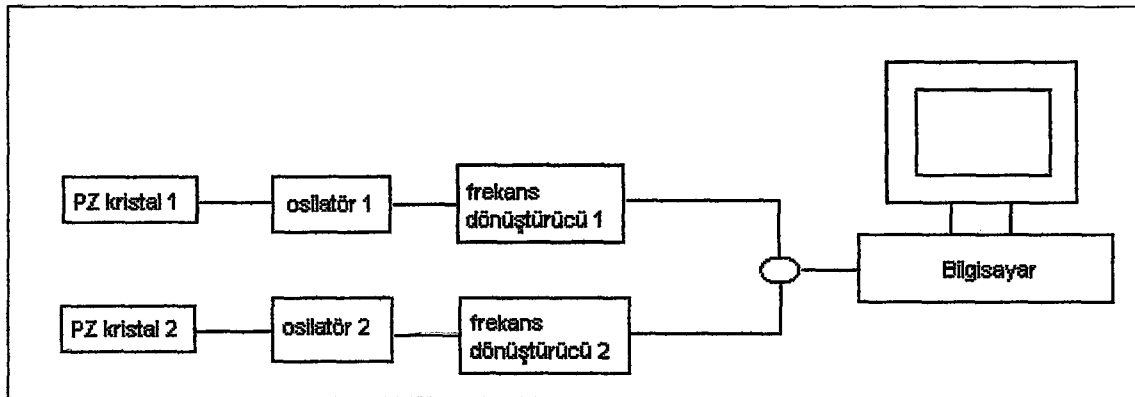 PZ kristal 1
osilatör 1
frekans
dönüştürücü 1
Bilgisayar
PZ kristal 2
osilatör 2
frekans
dönüştürücü 2